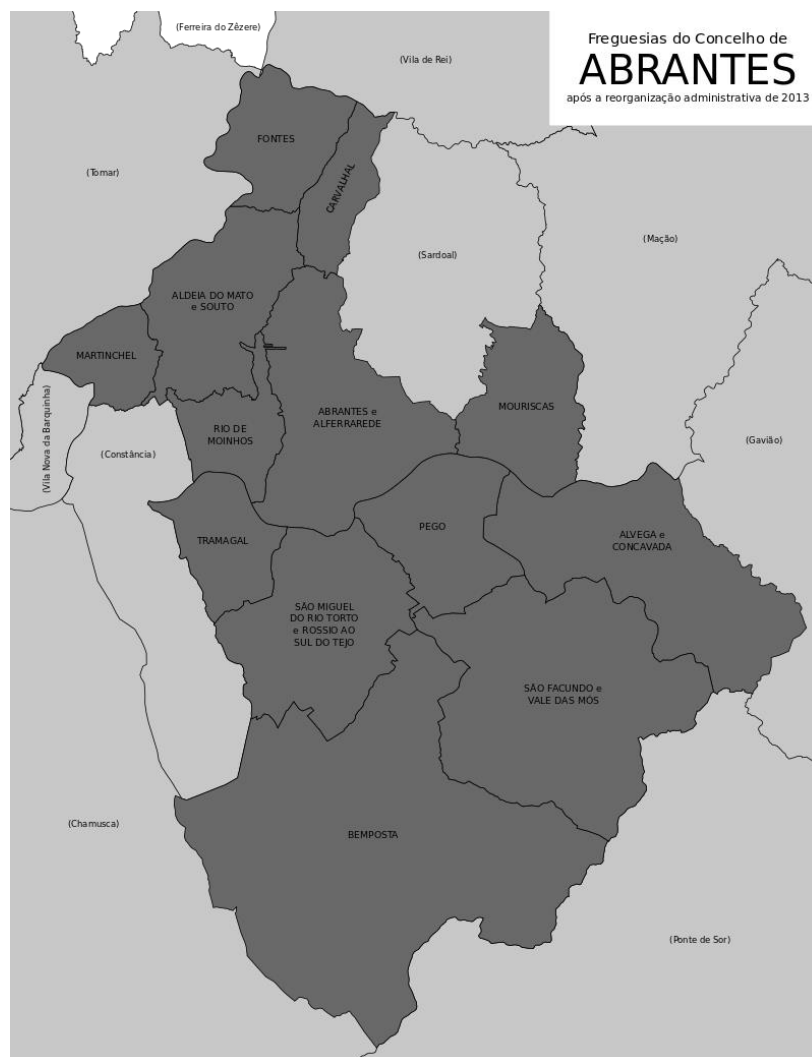 (Ferreira do Zêzere)
Freguesias do Concelho de
ABRANTES
após a reorganização administrativa de 2013
(Vila de Rei)
FONTES
(Tomar)
CARVALHAL
(Mação)
(Sardoal)
ALDEIA DO MATO
e SOUTO
MARTINCHEL
MOURISCAS
ABRANTES e
ALFERRAREDE
RIO DE
MOINHOS
(Vila Nova da Barquinha)
(Constância)
(Gavião)
PEGO
ALVEGA e
CONCAVADA
TRAMAGAL
SÃO MIGUEL
DO RIO TORTO
e ROSSIO AO
SUL DO TEJO
SÃO FACUNDO e
VALE DAS MÓS
(Chamusca)
BEMPOSTA
(Ponte de Sor)